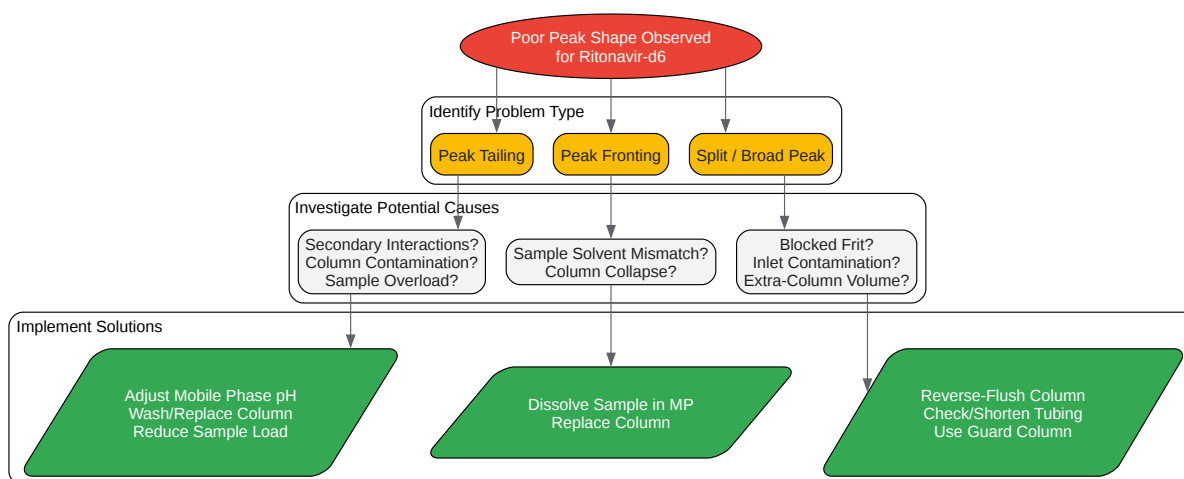 Poor Peak Shape Observed
for Ritonavir-d6
Identify Problem Type
Peak Tailing
Peak Fronting
Split / Broad Peak
Investigate Potential Causes
Secondary Interactions?
Column Contamination?
Sample Overload?
Sample Solvent Mismatch?
Column Collapse?
Blocked Frit?
Inlet Contamination?
Extra-Column Volume?
Implement Solutions
Adjust Mobile Phase pH
Wash/Replace Column
Reduce Sample Load
Dissolve Sample in MP
Replace Column
Reverse-Flush Column
Check/Shorten Tubing
Use Guard Column